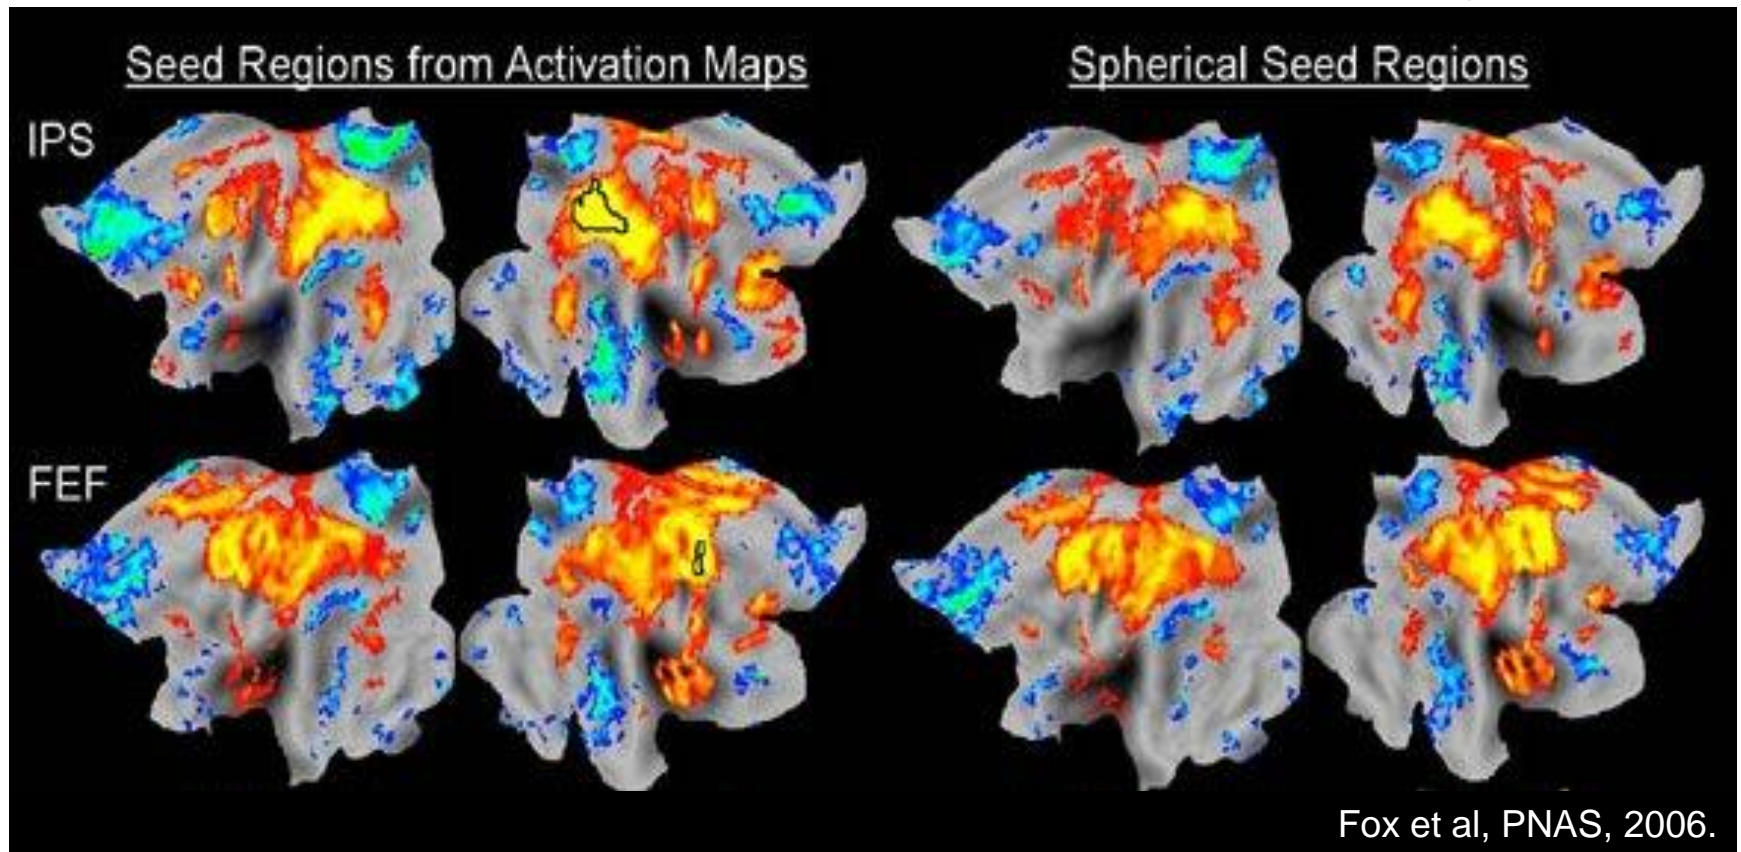 Seed Regions from Activation Maps
Spherical Seed Regions
IPS
FEF
Fox et al, PNAS, 2006.